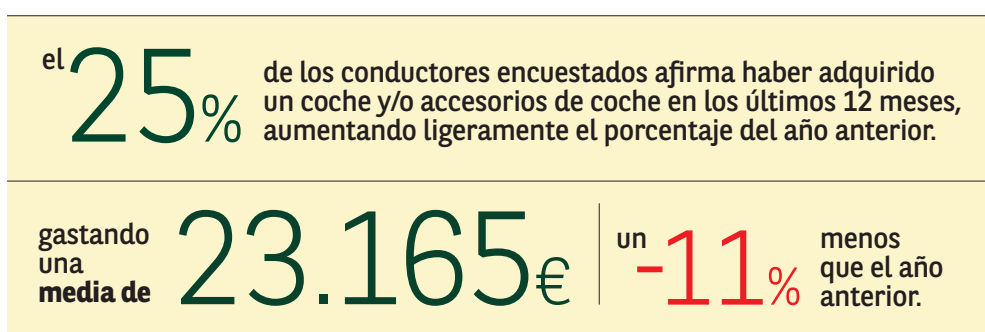 el 25%
de los conductores encuestados afirma haber adquirido
un coche y/o accesorios de coche en los últimos 12 meses,
aumentando ligeramente el porcentaje del año anterior.
gastando
una
media de
23.165€
un -11%
menos
que el año
anterior.